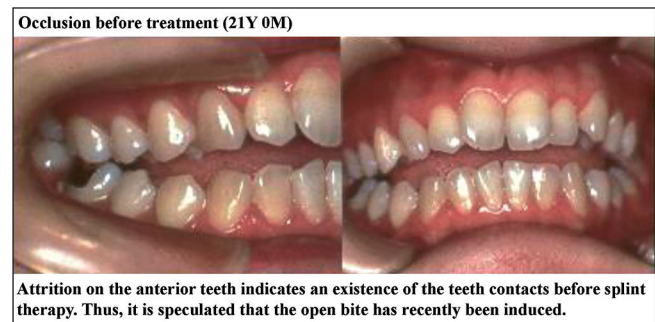 Occlusion before treatment (21Y 0M)
Attrition on the anterior teeth indicates an existence of the teeth contacts before splint
therapy. Thus, it is speculated that the open bite has recently been induced.